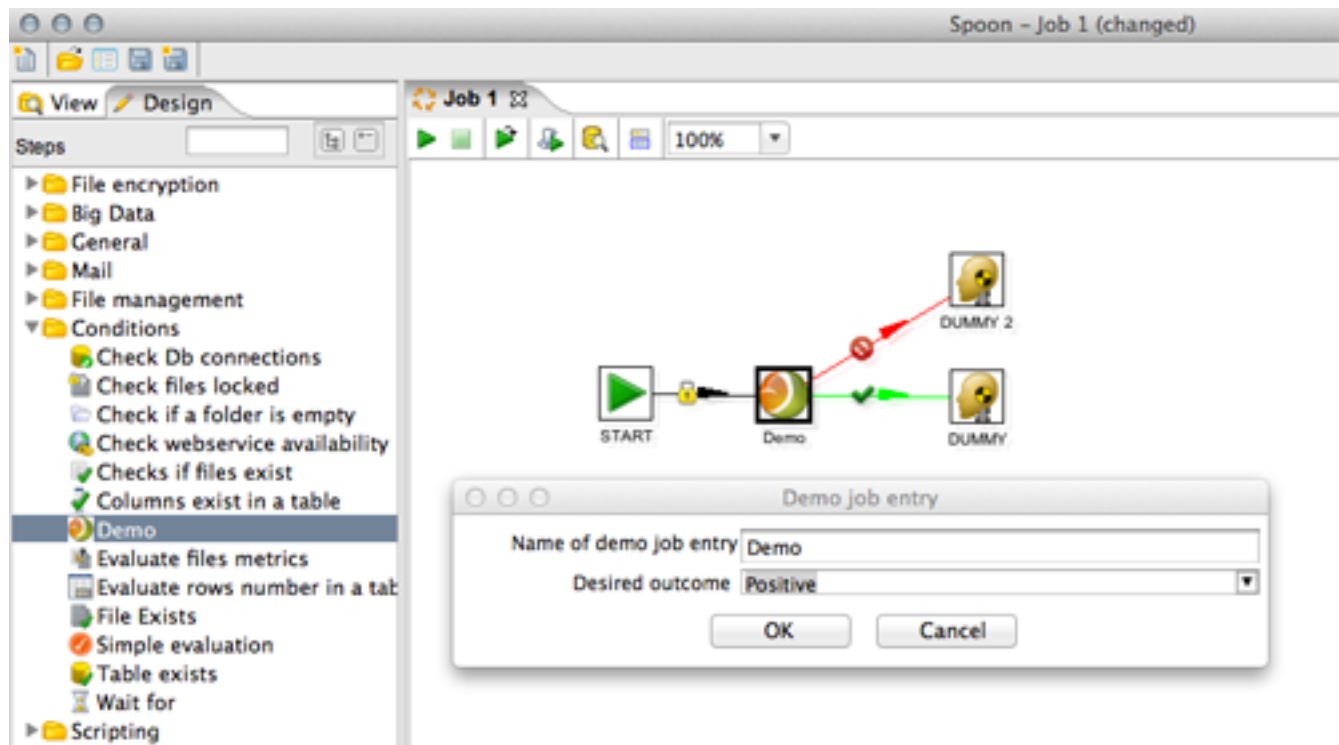 Spoon – Job 1 (changed)
View
Design
Steps
File encryption
Big Data
General
Mail
File management
Conditions
Check Db connections
Check files locked
Check if a folder is empty
Check webservice availability
Checks if files exist
Columns exist in a table
Demo
Evaluate files metrics
Evaluate rows number in a tab
File Exists
Simple evaluation
Table exists
Wait for
Scripting
Job 1
100%
DUMMY 2
START
Demo
DUMMY
Demo job entry
Name of demo job entry Demo
Desired outcome Positive
OK
Cancel